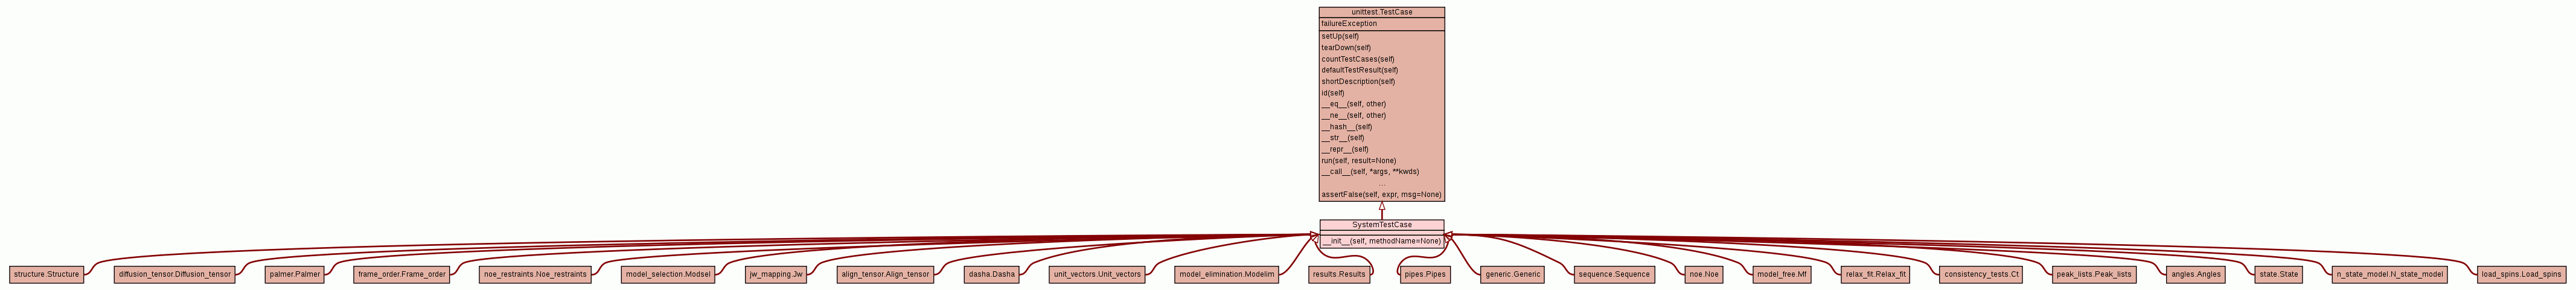 unittest.TestCase
failureException
setUp(self)
tearDown(self)
countTestCases(self)
defaultTestResult(self)
shortDescription(self)
id(self)
__eq__(self, other)
__ne__(self, other)
__hash__(self)
__str__(self)
__repr__(self)
run(self, result=None)
__call__(self, *args, **kwds)
...
assertFalse(self, expr, msg=None)
SystemTestCase
__init__(self, methodName=None)
structure.Structure
diffusion_tensor.Diffusion_tensor
palmer.Palmer
frame_order.Frame_order
noe_restraints.Noe_restraints
model_selection.Modsel
jw_mapping.Jw
align_tensor.Align_tensor
dasha.Dasha
unit_vectors.Unit_vectors
model_elimination.Modelim
results.Results
pipes.Pipes
generic.Generic
sequence.Sequence
noe.Noe
model_free.Mf
relax_fit.Relax_fit
consistency_tests.Ct
peak_lists.Peak_lists
angles.Angles
state.State
n_state_model.N_state_model
load_spins.Load_spins